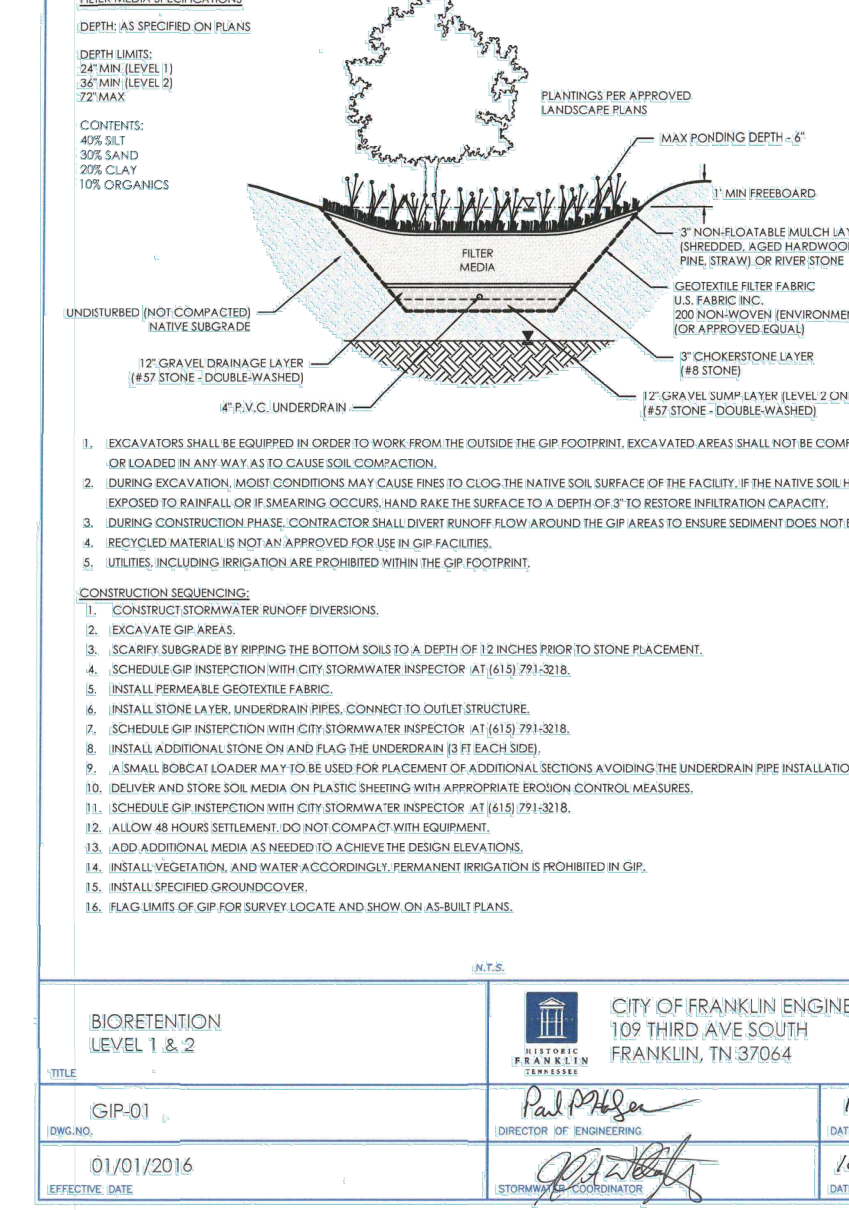 FILTER MEDIA SPECIFICATIONS
DEPTH: AS SPECIFIED ON PLANS
DEPTH LIMITS:
24" MIN (LEVEL 1)
36" MIN (LEVEL 2)
72" MAX
CONTENTS:
40% SILT
30% SAND
20% CLAY
10% ORGANICS
PLANTINGS PER APPROVED
LANDSCAPE PLANS
MAX PONDING DEPTH - 6"
1' MIN FREEBOARD
3" NON-FLOATABLE MULCH
(SHREDDED, AGED
PINE, STRAW) OR RIVER STONE
FILTER
MEDIA
GEOTEXTILE FILTER FABRIC
U.S. FABRIC INC.
200 NON-WOVEN
(OR APPROVED EQUAL)
UNDISTURBED (NOT COMPACTED)
NATIVE SUBGRADE
3" CHOKERSTONE LAYER
(#8 STONE)
12" GRAVEL DRAINAGE LAYER
(#57 STONE - DOUBLE-WASHED)
12" GRAVEL SUMP LAYER (LEVEL 2
(#57 STONE - DOUBLE-WASHED)
4" P.V.C. UNDERDRAIN
1. EXCAVATORS SHALL BE EQUIPPED IN ORDER TO WORK FROM THE OUTSIDE THE GIP FOOTPRINT. EXCAVATED AREAS SHALL NOT BE
OR LOADED IN ANY WAY AS TO CAUSE SOIL COMPACTION.
2. DURING EXCAVATION, MOIST CONDITIONS MAY CAUSE FINES TO CLOG THE NATIVE SOIL SURFACE OF THE FACILITY. IF THE NATIVE SOIL
EXPOSED TO RAINFALL OR IF SMEARING OCCURS, HAND RAKE THE SURFACE TO A DEPTH OF 3" TO RESTORE INFILTRATION CAPACITY.
3. DURING CONSTRUCTION PHASE, CONTRACTOR SHALL DIVERT RUNOFF FLOW AROUND THE GIP AREAS TO ENSURE SEDIMENT DOES NOT
4. RECYCLED MATERIAL IS NOT AN APPROVED FOR USE IN GIP FACILITIES.
5. UTILITIES, INCLUDING IRRIGATION ARE PROHIBITED WITHIN THE GIP FOOTPRINT.
CONSTRUCTION SEQUENCING:
1. CONSTRUCT STORMWATER RUNOFF DIVERSIONS.
2. EXCAVATE GIP AREAS.
3. SCARIFY SUBGRADE BY RIPPING THE BOTTOM SOILS TO A DEPTH OF 12 INCHES PRIOR TO STONE PLACEMENT.
4. SCHEDULE GIP INSTEPCTION WITH CITY STORMWATER INSPECTOR AT (615) 791-3218.
5. INSTALL PERMEABLE GEOTEXTILE FABRIC.
6. INSTALL STONE LAYER, UNDERDRAIN PIPES, CONNECT TO OUTLET STRUCTURE.
7. SCHEDULE GIP INSTEPCTION WITH CITY STORMWATER INSPECTOR AT (615) 791-3218.
8. INSTALL ADDITIONAL STONE ON AND FLAG THE UNDERDRAIN (3 FT EACH SIDE).
9. A SMALL BOBCAT LOADER MAY TO BE USED FOR PLACEMENT OF ADDITIONAL SECTIONS AVOIDING THE UNDERDRAIN PIPE
10. DELIVER AND STORE SOIL MEDIA ON PLASTIC SHEETING WITH APPROPRIATE EROSION CONTROL MEASURES.
11. SCHEDULE GIP INSTEPCTION WITH CITY STORMWATER INSPECTOR AT (615) 791-3218.
12. ALLOW 48 HOURS SETTLEMENT. DO NOT COMPACT WITH EQUIPMENT.
13. ADD ADDITIONAL MEDIA AS NEEDED TO ACHIEVE THE DESIGN ELEVATIONS.
14. INSTALL VEGETATION, AND WATER ACCORDINGLY. PERMANENT IRRIGATION IS PROHIBITED IN GIP.
15. INSTALL SPECIFIED GROUNDCOVER.
16. FLAG LIMITS OF GIP FOR SURVEY LOCATE AND SHOW ON AS-BUILT PLANS.
N.T.S.
BIORETENTION
LEVEL 1 & 2
TITLE
HISTORIC
FRANKLIN
TENNESSEE
CITY OF FRANKLIN
109 THIRD AVE SOUTH
FRANKLIN, TN 37064
GIP-01
DWG.NO.
DIRECTOR OF ENGINEERING
01/01/2016
EFFECTIVE DATE
STORMWATER COORDINATOR